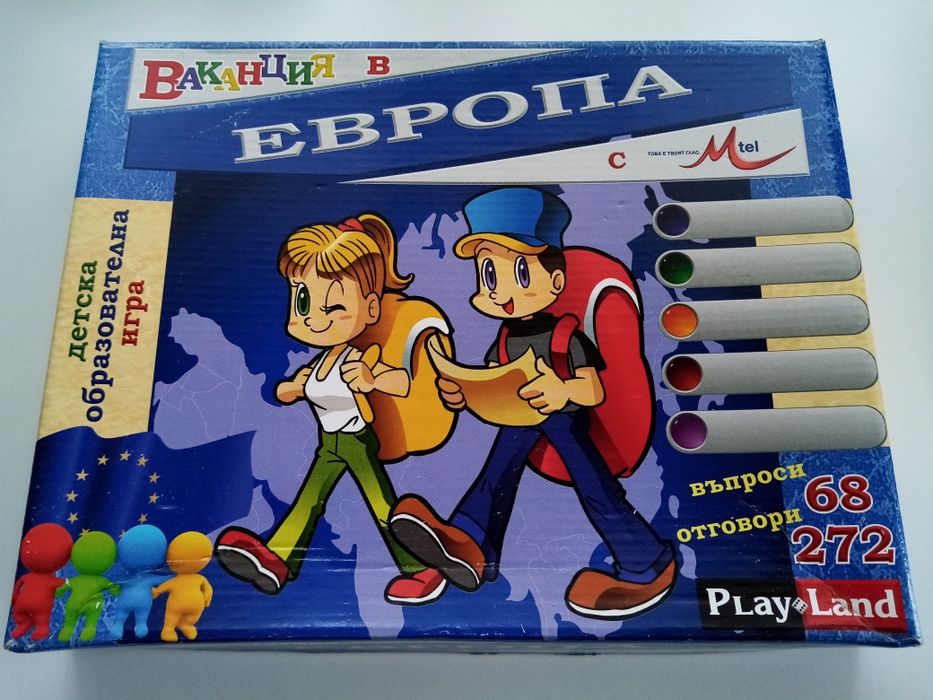 Ваканция в
ЕВРОПА
с
ТОВА Е ТВОЯТ ГЛАС.
Mtel
детска
образователна
игра
въпроси 68
отговори 272
PLay Land